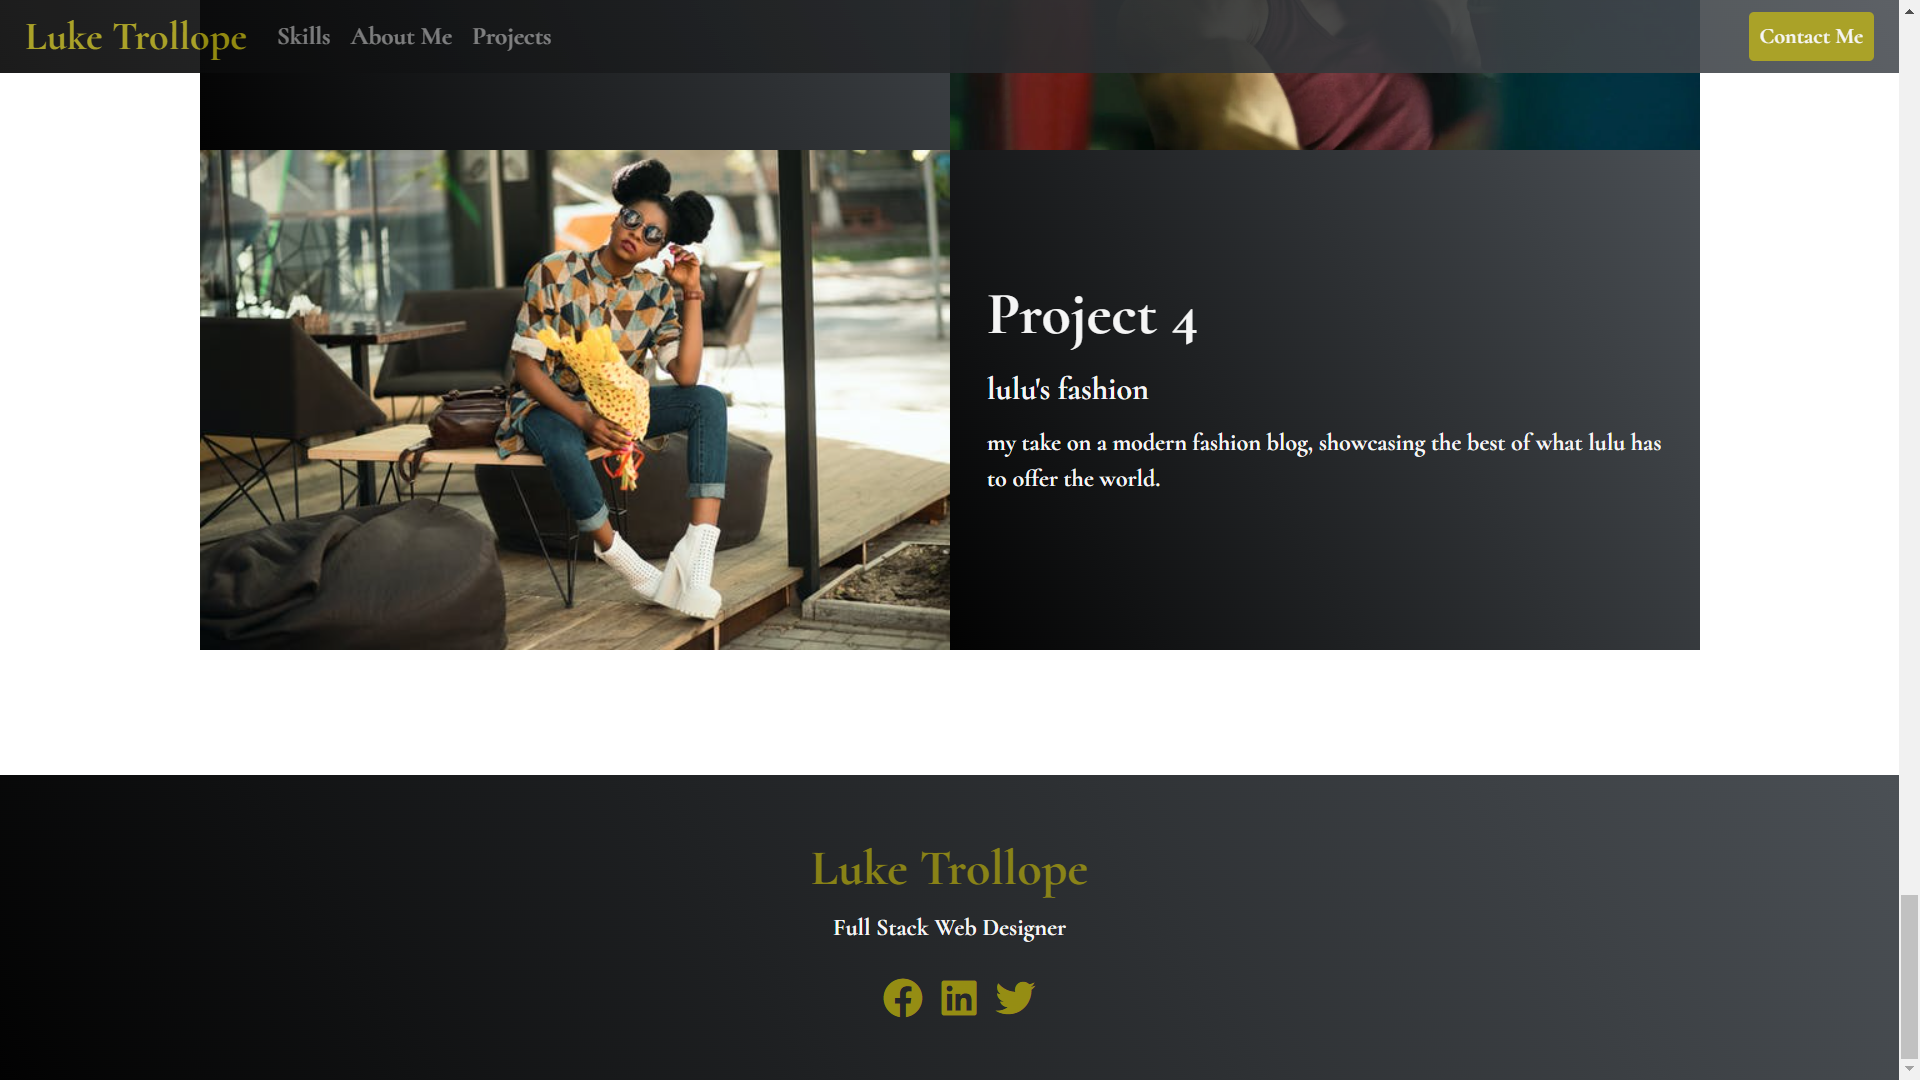 Luke Trollope Skills About Me Projects Contact Me
Project 4
lulu's fashion
my take on a modern fashion blog, showcasing the best of what lulu has
to offer the world.
Luke Trollope
Full Stack Web Designer
in